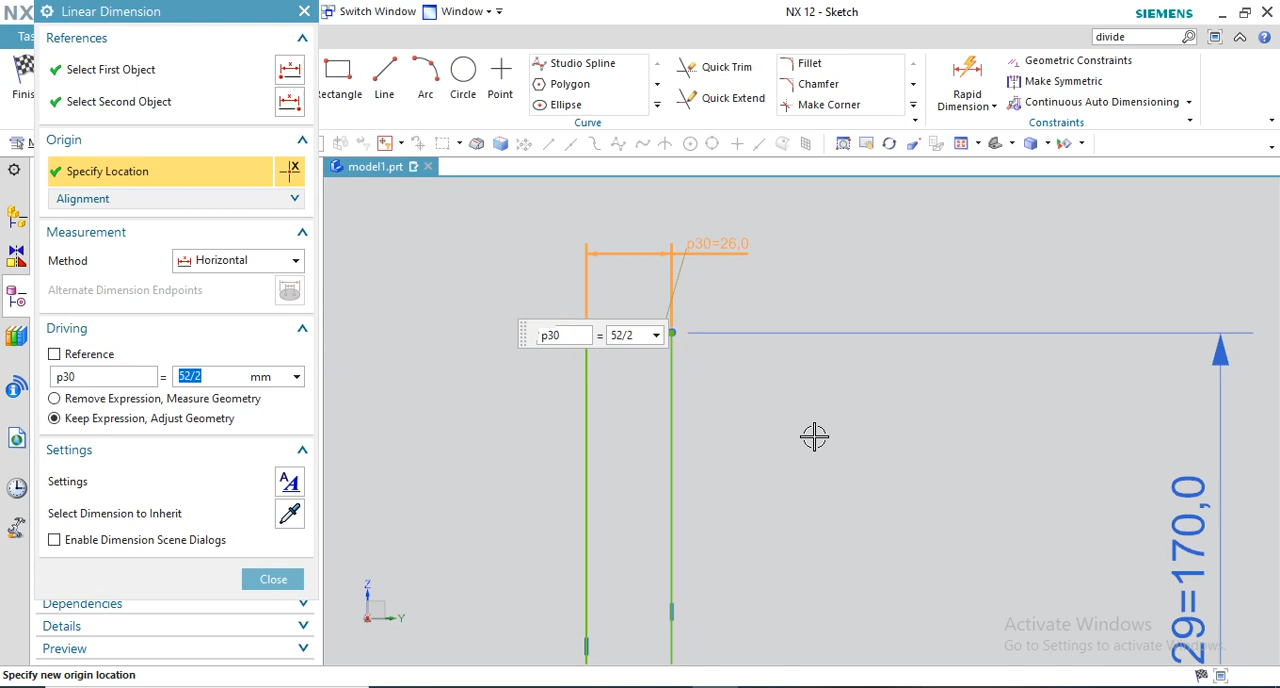 NX
Linear Dimension
Switch Window
Window
NX 12 - Sketch
SIEMENS
Tas
divide
References
Select First Object
Select Second Object
Finis
Rectangle
Line
Arc
Circle
Point
Studio Spline
Polygon
Ellipse
Curve
Quick Trim
Quick Extend
Fillet
Chamfer
Make Corner
Rapid
Dimension
Geometric Constraints
Make Symmetric
Continuous Auto Dimensioning
Constraints
M
Origin
Specify Location
Alignment
model1.prt
Measurement
Method
Horizontal
Alternate Dimension Endpoints
Driving
Reference
p30
=
52/2
mm
Remove Expression, Measure Geometry
Keep Expression, Adjust Geometry
Settings
Settings
A A
Select Dimension to Inherit
Enable Dimension Scene Dialogs
Close
Dependencies
Details
Preview
p30=26,0
p30
=
52/2
29=170,0
Z
Y
Activate Windows
Go to Settings to activate Windows.
Specify new origin location